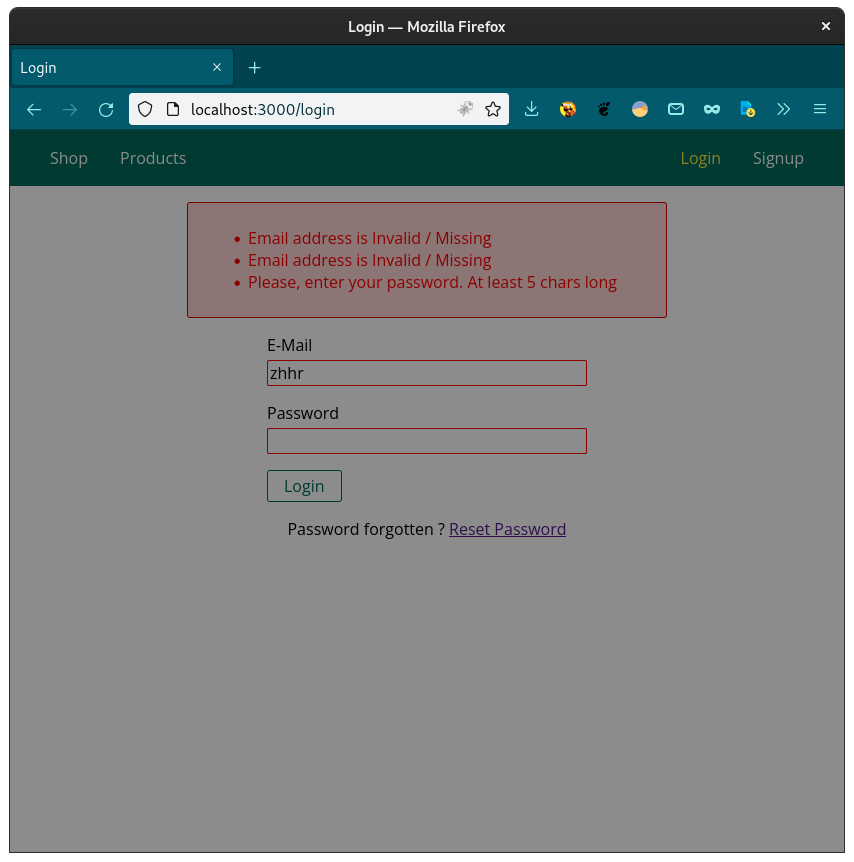 Login — Mozilla Firefox
Login
localhost:3000/login
Shop Products Login Signup
Email address is Invalid / Missing
Email address is Invalid / Missing
Please, enter your password. At least 5 chars long
E-Mail
zhhr
Password
Login
Password forgotten ? Reset Password